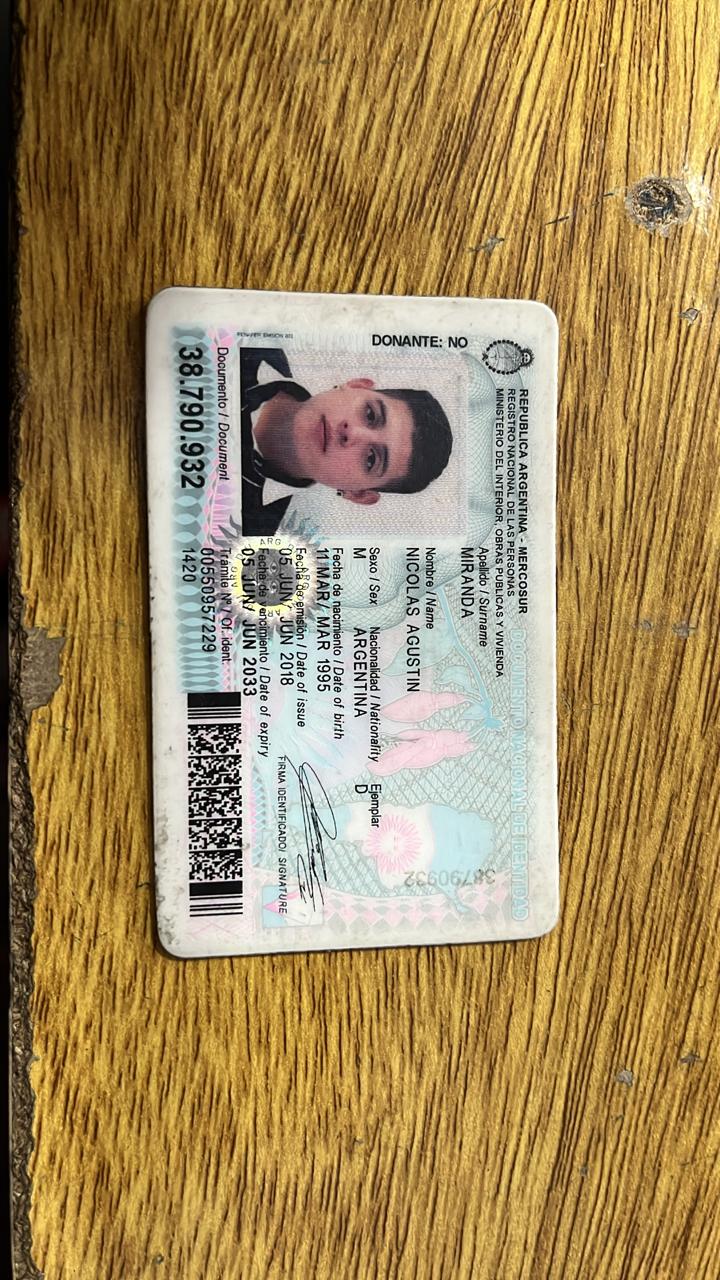 REPUBLICA ARGENTINA - MERCOSUR
REGISTRO NACIONAL DE LAS PERSONAS
MINISTERIO DEL INTERIOR, OBRAS PUBLICAS Y VIVIENDA
DOCUMENTO NACIONAL DE IDENTIDAD
DONANTE: NO
Apellido / Surname
MIRANDA
Nombre / Name
NICOLAS AGUSTIN
Sexo / Sex Nacionalidad / Nationality Ejemplar
M ARGENTINA D
Fecha de nacimiento / Date of birth
11 MAR/ MAR 1995
Fecha de emisión / Date of issue
05 JUN/ JUN 2018
Fecha de vencimiento / Date of expiry
05 JUN/ JUN 2033
FIRMA IDENTIFICADO/ SIGNATURE
Documento / Document
38.790.932
Trámite Nº / Of. ident.
00550957229
1420
38790932